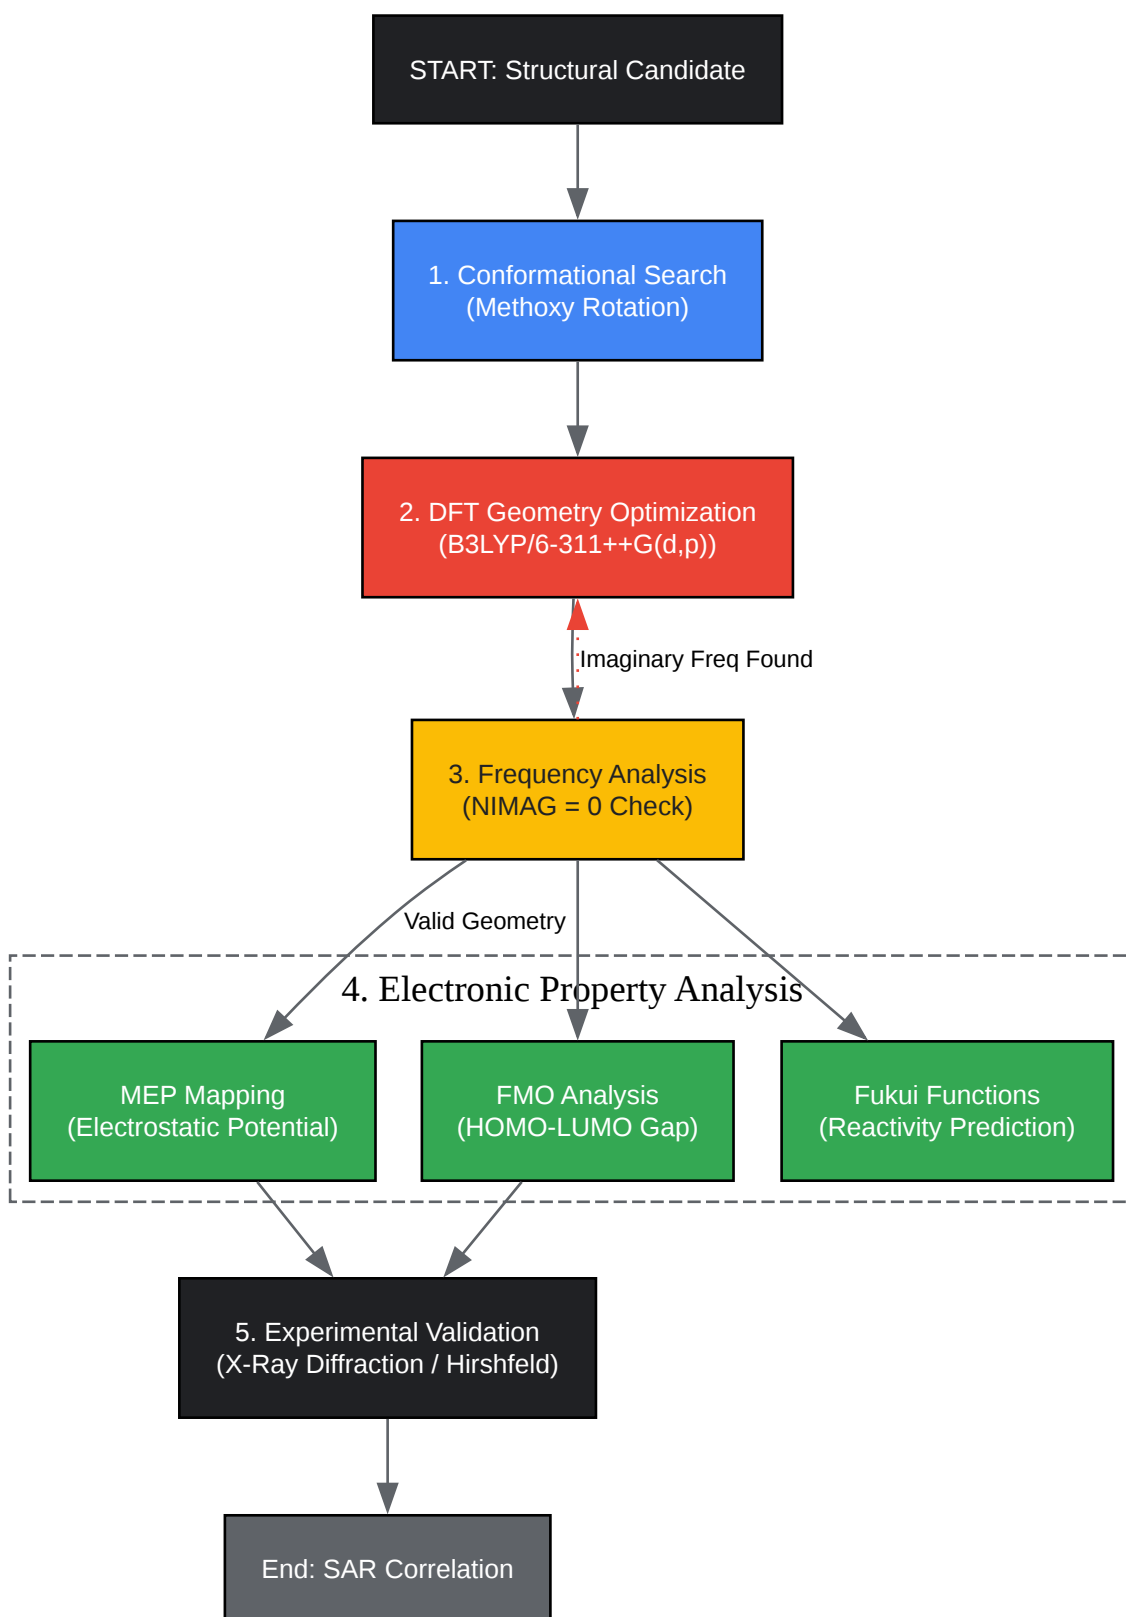 START: Structural Candidate
1. Conformational Search
(Methoxy Rotation)
2. DFT Geometry Optimization
(B3LYP/6-311++G(d,p))
Imaginary Freq Found
3. Frequency Analysis
(NIMAG = 0 Check)
Valid Geometry
4. Electronic Property Analysis
MEP Mapping
(Electrostatic Potential)
FMO Analysis
(HOMO-LUMO Gap)
Fukui Functions
(Reactivity Prediction)
5. Experimental Validation
(X-Ray Diffraction / Hirshfeld)
End: SAR Correlation